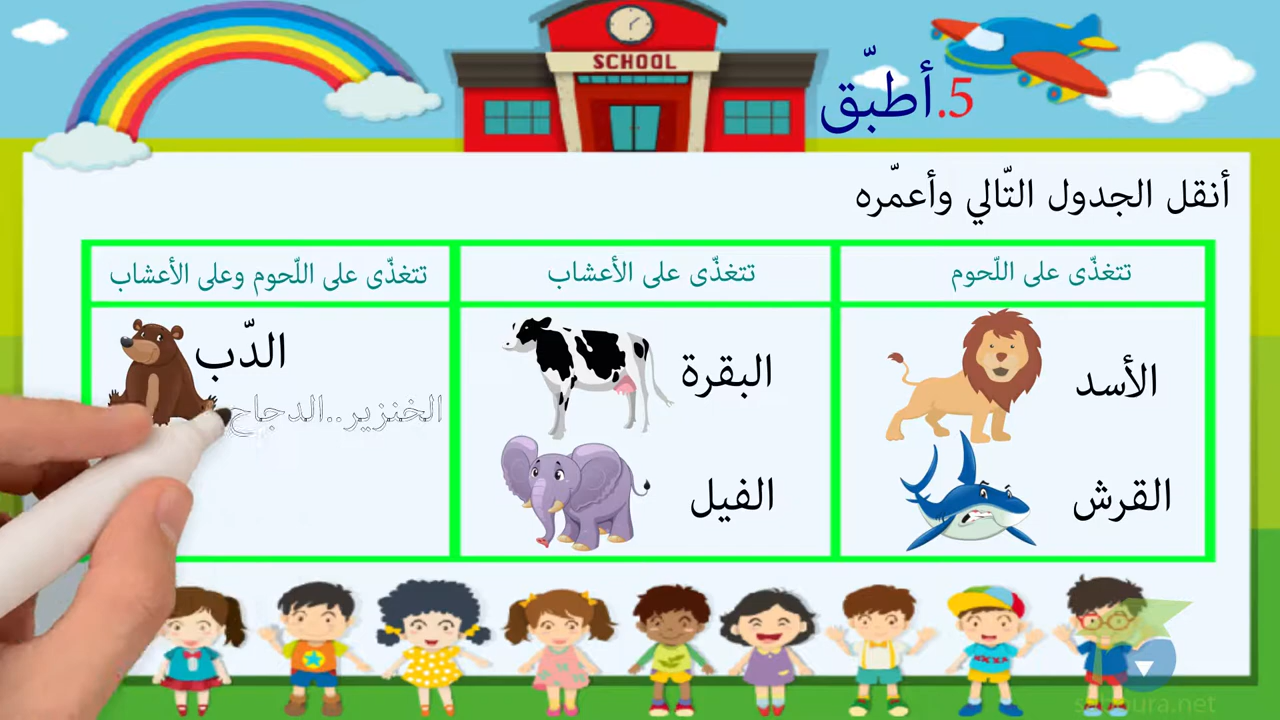 SCHOOL
5.أطبّق
أنقل الجدول التّالي وأعمّره
تتغذّى على اللّحوم
تتغذّى على الأعشاب
تتغذّى على اللّحوم وعلى الأعشاب
الأسد
البقرة
الدّب
الخنزير..الدجاج
القرش
الفيل